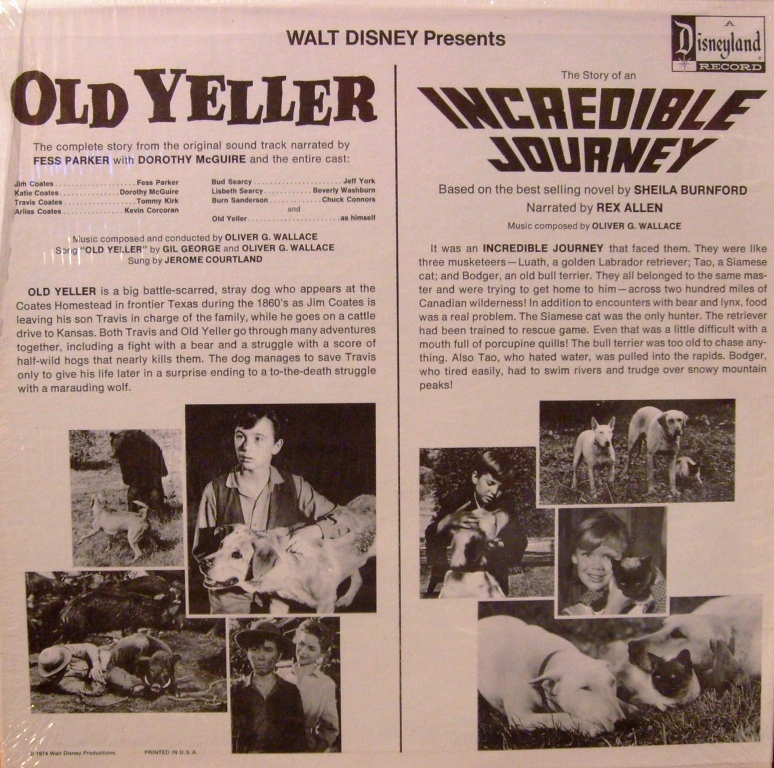 WALT DISNEY Presents
A
Disneyland
RECORD
OLD YELLER
The complete story from the original sound track narrated by
FESS PARKER with DOROTHY McGUIRE and the entire cast:
Jim Coates..........................Fess Parker
Katie Coates....................Dorothy McGuire
Travis Coates.......................Tommy Kirk
Arliss Coates....................Kevin Corcoran
Bud Searcy..............................Jeff York
Lisbeth Searcy..............Beverly Washburn
Burn Sanderson..................Chuck Connors
and
Old Yeller...............................as himself
Music composed and conducted by OLIVER G. WALLACE
Song "OLD YELLER" by GIL GEORGE and OLIVER G. WALLACE
Sung by JEROME COURTLAND
OLD YELLER is a big battle-scarred, stray dog who appears at the
Coates Homestead in frontier Texas during the 1860's as Jim Coates is
leaving his son Travis in charge of the family, while he goes on a cattle
drive to Kansas. Both Travis and Old Yeller go through many adventures
together, including a fight with a bear and a struggle with a score of
half-wild hogs that nearly kills them. The dog manages to save Travis
only to give his life later in a surprise ending to a to-the-death struggle
with a marauding wolf.
© 1974 Walt Disney Productions. PRINTED IN U.S.A.
The Story of an
INCREDIBLE
JOURNEY
Based on the best selling novel by SHEILA BURNFORD
Narrated by REX ALLEN
Music composed by OLIVER G. WALLACE
It was an INCREDIBLE JOURNEY that faced them. They were like
three musketeers—Luath, a golden Labrador retriever; Tao, a Siamese
cat; and Bodger, an old bull terrier. They all belonged to the same mas-
ter and were trying to get home to him—across two hundred miles of
Canadian wilderness! In addition to encounters with bear and lynx, food
was a real problem. The Siamese cat was the only hunter. The retriever
had been trained to rescue game. Even that was a little difficult with a
mouth full of porcupine quills! The bull terrier was too old to chase any-
thing. Also Tao, who hated water, was pulled into the rapids. Bodger,
who tired easily, had to swim rivers and trudge over snowy mountain
peaks!